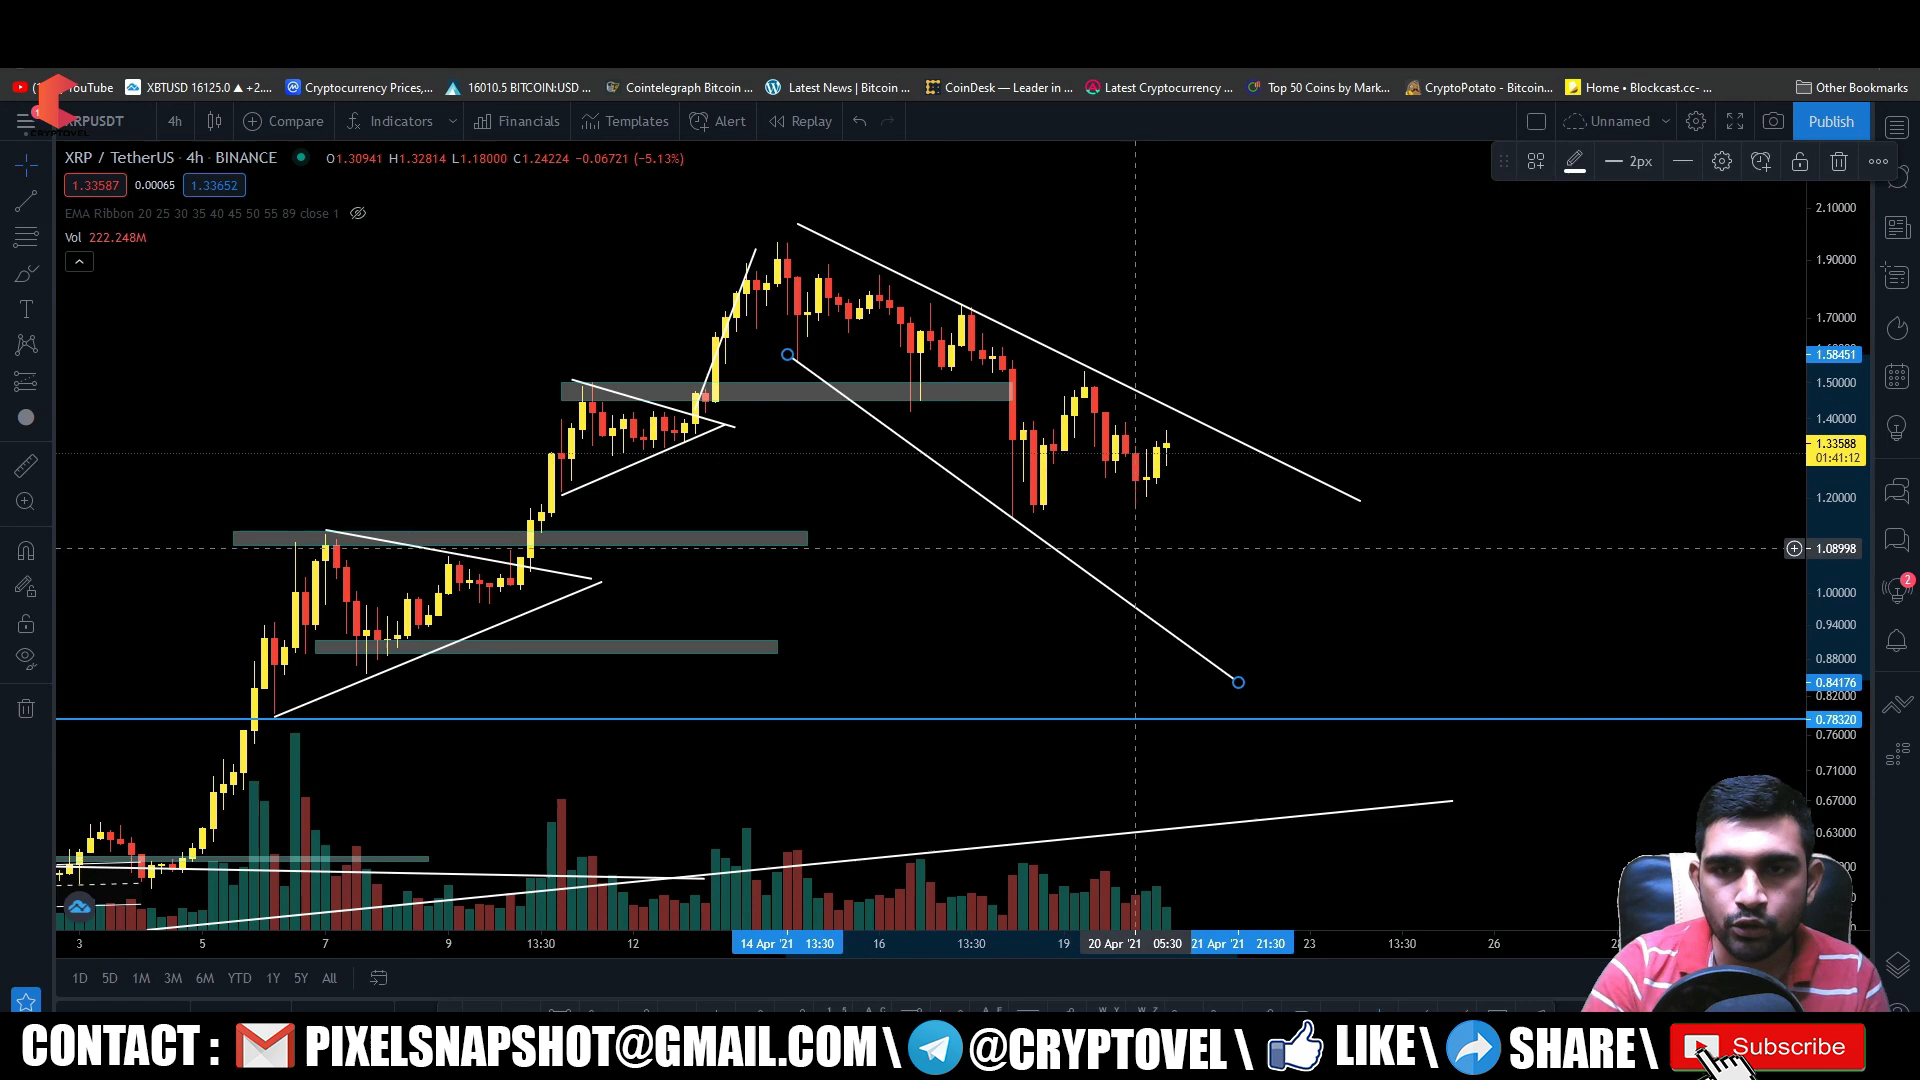 YouTube XBTUSD 16125.0 ▲ +2.... Cryptocurrency Prices,... 16010.5 BITCOIN:USD ... Cointelegraph Bitcoin ... Latest News | Bitcoin ... CoinDesk — Leader in ... Latest Cryptocurrency ... Top 50 Coins by Mark... CryptoPotato - Bitcoin... Home • Blockcast.cc- ... Other Bookmarks
RPUSDT 4h Compare Indicators Financials Templates Alert Replay Unnamed Publish
CRYPTOVEL
XRP / TetherUS · 4h · BINANCE O1.30941 H1.32814 L1.18000 C1.24224 −0.06721 (−5.13%)
2px
1.33587 0.00065 1.33652
EMA Ribbon 20 25 30 35 40 45 50 55 89 close 1
Vol 222.248M
2.10000
1.90000
1.70000
1.58451
1.50000
1.40000
1.33588
01:41:12
1.20000
1.08998
1.00000
0.94000
0.88000
0.84176
0.82000
0.78320
0.76000
0.71000
0.67000
0.63000
2
3 5 7 9 13:30 12 14 Apr '21 13:30 16 13:30 19 20 Apr '21 05:30 21 Apr '21 21:30 23 13:30 26
1D 5D 1M 3M 6M YTD 1Y 5Y All
CONTACT : PIXELSNAPSHOT@GMAIL.COM \ @CRYPTOVEL \ LIKE \ SHARE \ Subscribe